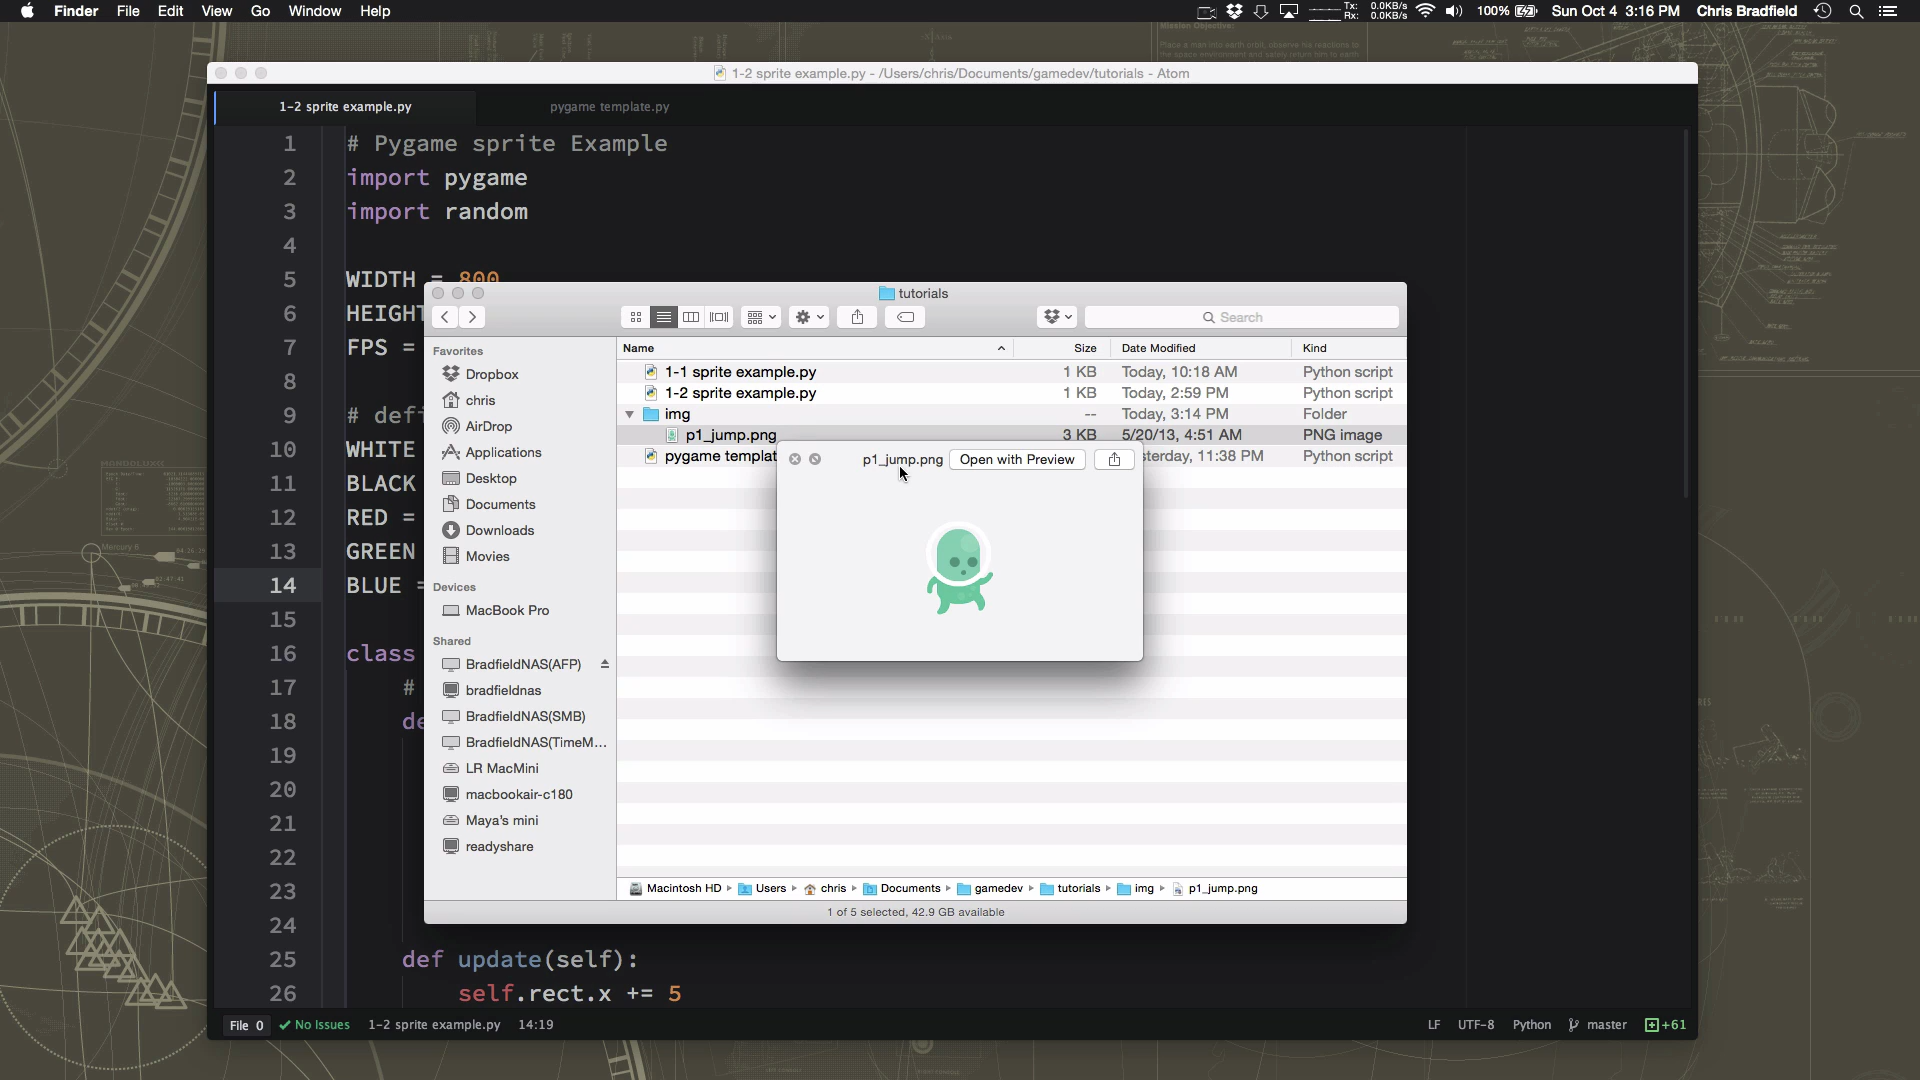 Finder File Edit View Go Window Help
Tx: 0.0KB/s
Rx: 0.0KB/s
100% Sun Oct 4 3:16 PM Chris Bradfield
1-2 sprite example.py - /Users/chris/Documents/gamedev/tutorials - Atom
1-2 sprite example.py pygame template.py
1 # Pygame sprite Example
2 import pygame
3 import random
4
5 WIDTH = 800
6 HEIGHT
7 FPS =
8
9 # defi
10 WHITE
11 BLACK
12 RED =
13 GREEN
14 BLUE =
15
16 class
17 #
18 de
19
20
21
22
23
24
25 def update(self):
26 self.rect.x += 5
tutorials
Search
Name Size Date Modified Kind
1-1 sprite example.py 1 KB Today, 10:18 AM Python script
1-2 sprite example.py 1 KB Today, 2:59 PM Python script
img -- Today, 3:14 PM Folder
p1_jump.png 3 KB 5/20/13, 4:51 AM PNG image
pygame templat sterday, 11:38 PM Python script
p1_jump.png Open with Preview
Favorites
Dropbox
chris
AirDrop
Applications
Desktop
Documents
Downloads
Movies
Devices
MacBook Pro
Shared
BradfieldNAS(AFP)
bradfieldnas
BradfieldNAS(SMB)
BradfieldNAS(TimeM...
LR MacMini
macbookair-c180
Maya's mini
readyshare
Macintosh HD Users chris Documents gamedev tutorials img p1_jump.png
1 of 5 selected, 42.9 GB available
File 0 No Issues 1-2 sprite example.py 14:19
LF UTF-8 Python master +61